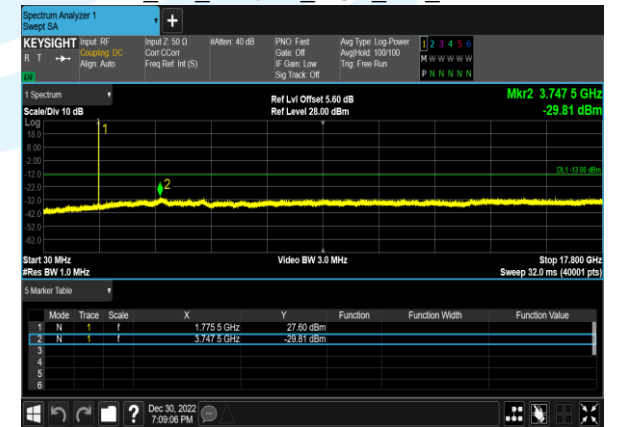 Spectrum Analyzer 1
Swept SA
+
KEYSIGHT Input: RF Input Z: 50 Ω #Atten: 40 dB PNO: Fast Avg Type: Log-Power 1 2 3 4 5 6
R T Coupling: DC Corr CCorr Gate: Off Avg|Hold: 100/100 M W W W W W
Align: Auto Freq Ref: Int (S) IF Gain: Low Trig: Free Run
Sig Track: Off P N N N N N
1 Spectrum
Ref Lvl Offset 5.60 dB Mkr2 3.747 5 GHz
Scale/Div 10 dB Ref Level 28.00 dBm -29.81 dBm
Log
1
18.0
8.00
-2.00
DL1 -13.00 dBm
-12.0
2
-22.0
-32.0
-42.0
-52.0
-62.0
Start 30 MHz Video BW 3.0 MHz Stop 17.800 GHz
#Res BW 1.0 MHz Sweep 32.0 ms (40001 pts)
5 Marker Table
Mode Trace Scale X Y Function Function Width Function Value
1 N 1 f 1.775 5 GHz 27.60 dBm
2 N 1 f 3.747 5 GHz -29.81 dBm
3
4
5
6
? Dec 30, 2022
7:09:06 PM